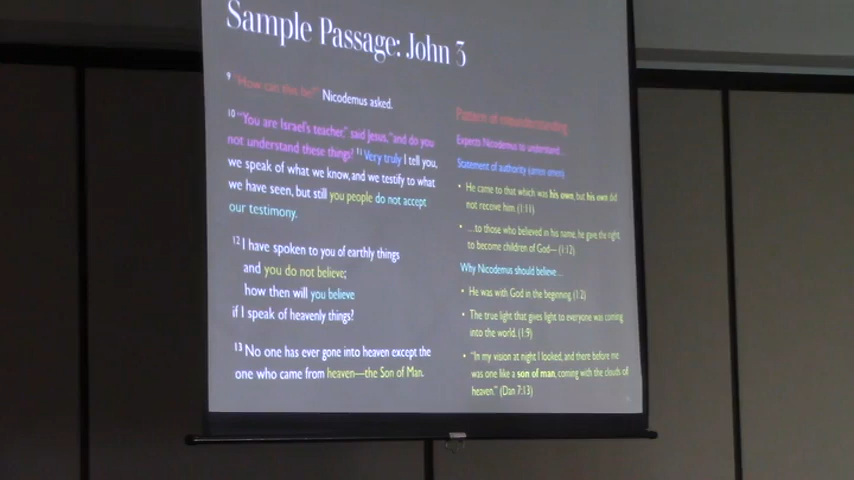 Sample Passage: John 3
9 "How can this be?" Nicodemus asked.
10 "You are Israel's teacher," said Jesus, "and do you
not understand these things? 11 Very truly I tell you,
we speak of what we know, and we testify to what
we have seen, but still you people do not accept
our testimony.
12 I have spoken to you of earthly things
and you do not believe;
how then will you believe
if I speak of heavenly things?
13 No one has ever gone into heaven except the
one who came from heaven—the Son of Man.
Pattern of misunderstanding
Expects Nicodemus to understand...
Statement of authority (amen amen)
• He came to that which was his own, but his own did
not receive him. (1:11)
• …to those who believed in his name, he gave the right
to become children of God— (1:12)
Why Nicodemus should believe...
• He was with God in the beginning. (1:2)
• The true light that gives light to everyone was coming
into the world. (1:9)
• "In my vision at night I looked, and there before me
was one like a son of man, coming with the clouds of
heaven." (Dan 7:13)